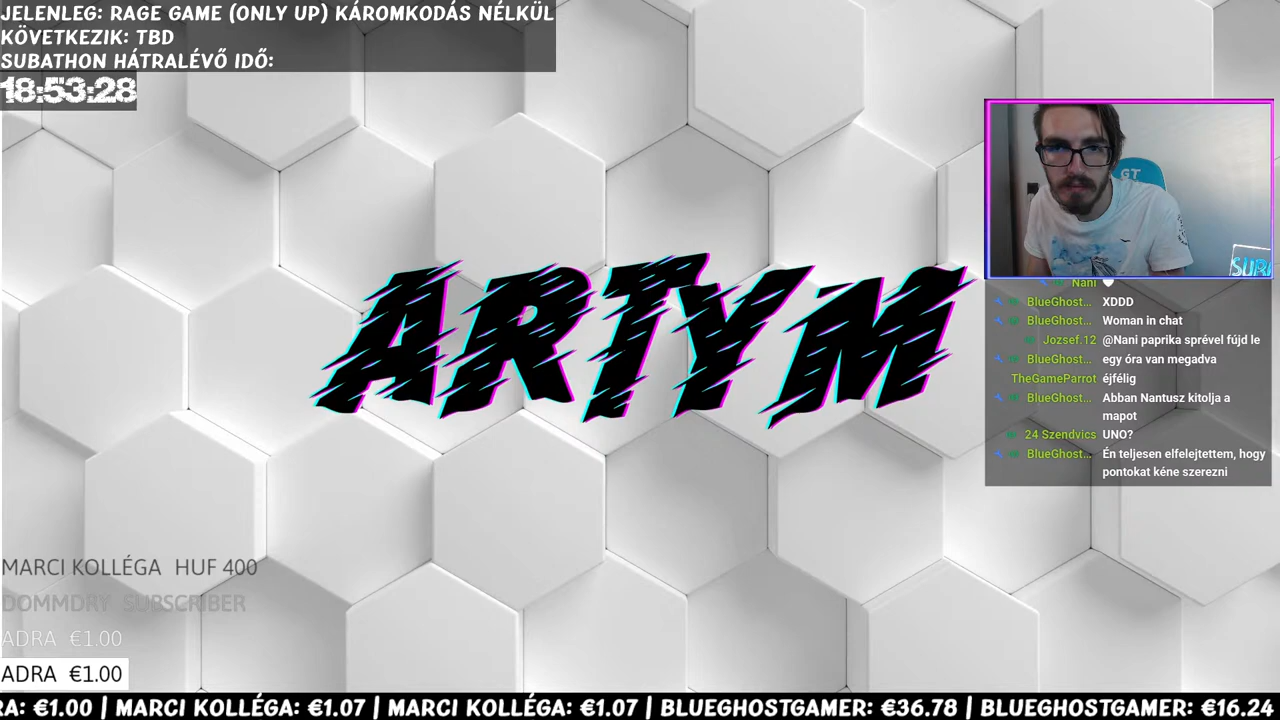 JELENLEG: RAGE GAME (ONLY UP) KÁROMKODÁS NÉLKÜL
KÖVETKEZIK: TBD
SUBATHON HÁTRALÉVŐ IDŐ:
18:53:28
GT
SUB
ARTYM
Nani 🤍
BlueGhost... XDDD
BlueGhost... Woman in chat
Jozsef.12 @Nani paprika sprével fújd le
BlueGhost... egy óra van megadva
TheGameParrot éjfélig
BlueGhost... Abban Nantusz kitolja a
mapot
24 Szendvics UNO?
BlueGhost... Én teljesen elfelejtettem, hogy
pontokat kéne szerezni
MARCI KOLLÉGA HUF 400
DOMMDRY SUBSCRIBER
ADRA €1.00
ADRA €1.00
RA: €1.00 | MARCI KOLLÉGA: €1.07 | MARCI KOLLÉGA: €1.07 | BLUEGHOSTGAMER: €36.78 | BLUEGHOSTGAMER: €16.24